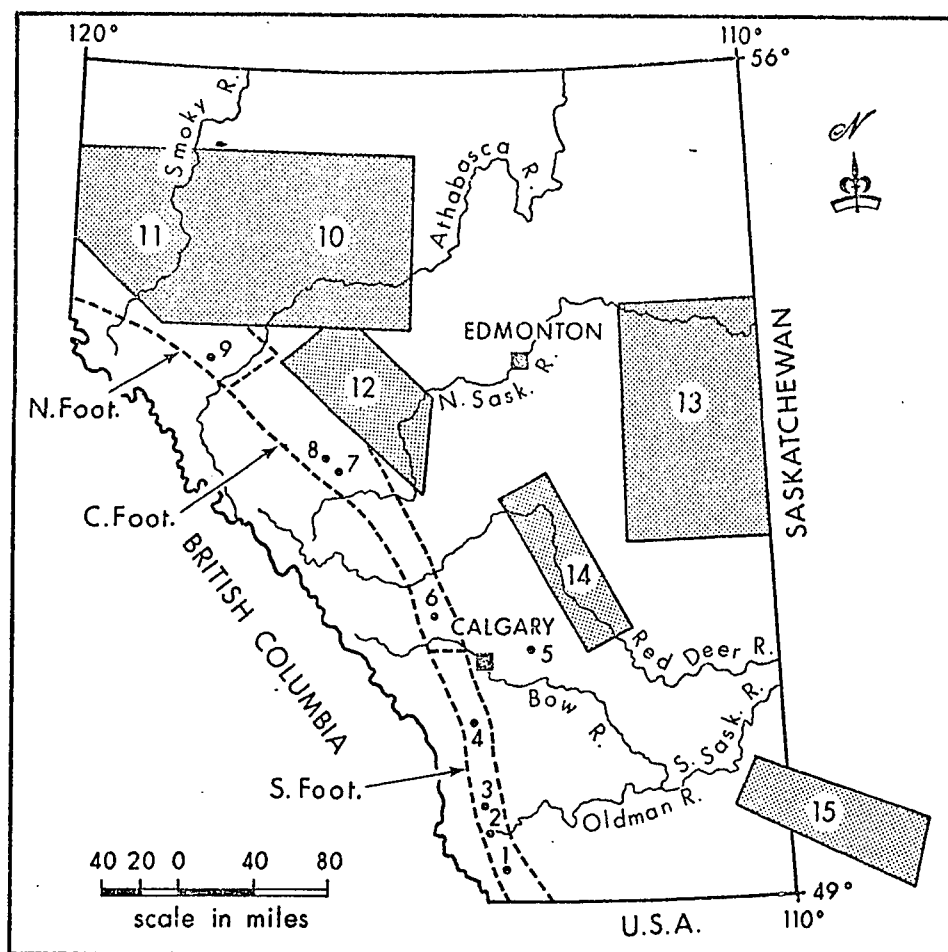 120°
110°
56°
N
Smoky R.
Athabasca R.
11
10
EDMONTON
N. Sask. R.
SASKATCHEWAN
9
12
13
N. Foot.
8
7
C. Foot.
BRITISH COLUMBIA
14
6
CALGARY
5
Red Deer R.
Bow R.
4
S. Sask. R.
S. Foot.
3
Oldman R.
2
15
1
40 20 0 40 80
scale in miles
49°
U.S.A.
110°